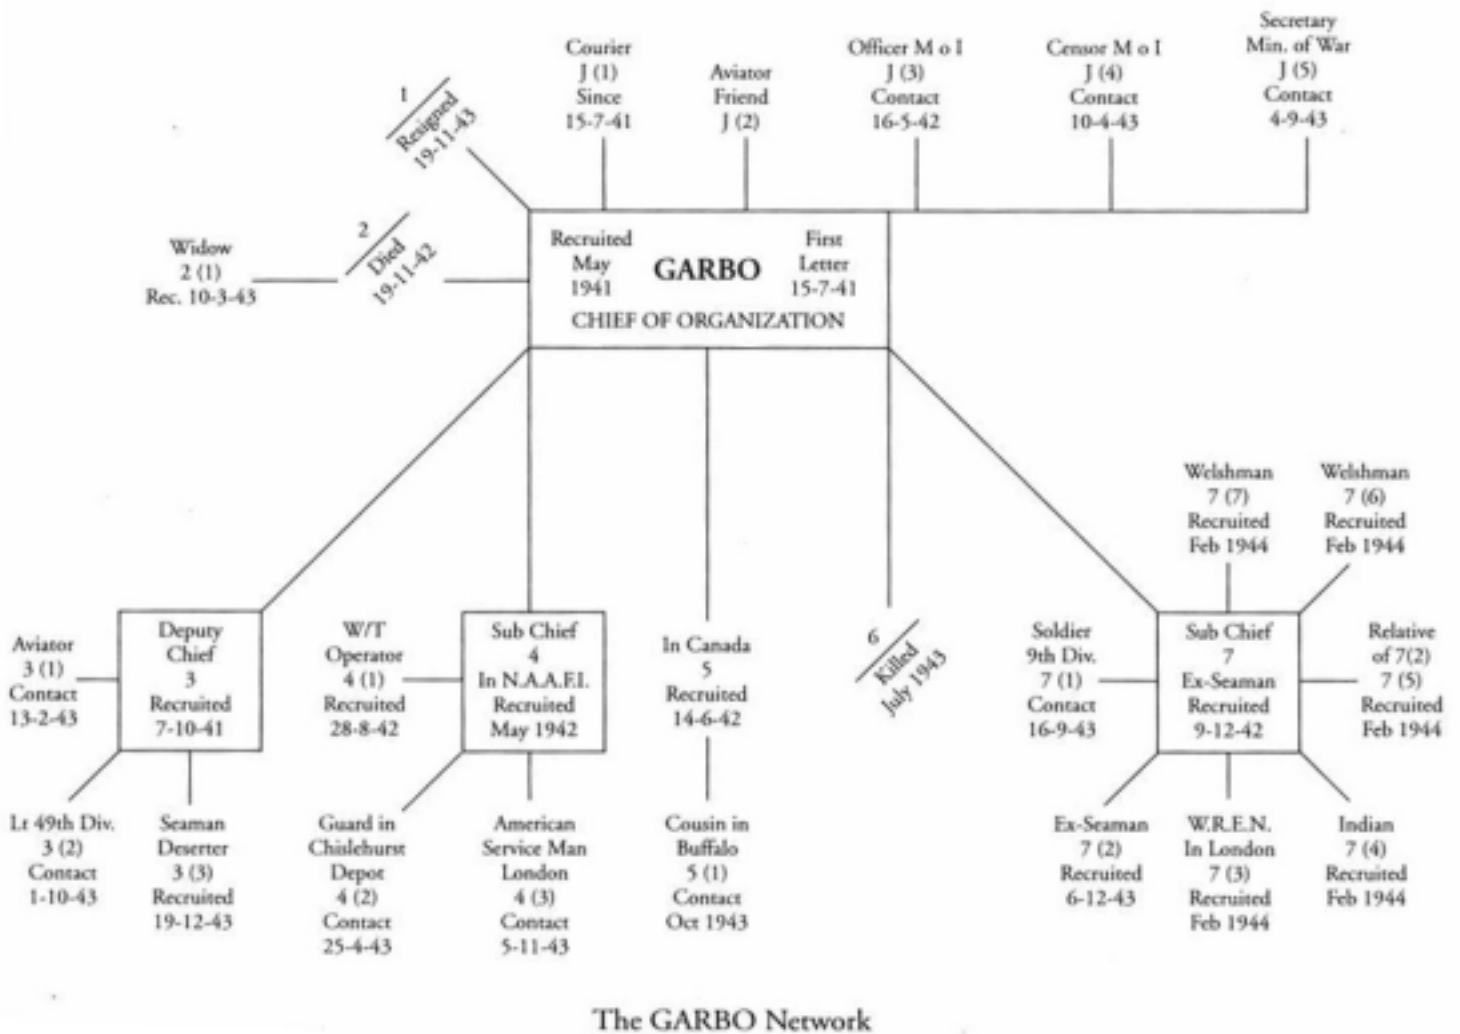 Courier
J (1)
Since
15-7-41
Aviator
Friend
J (2)
Officer M o I
J (3)
Contact
16-5-42
Censor M o I
J (4)
Contact
10-4-43
Secretary
Min. of War
J (5)
Contact
4-9-43
1
Resigned
19-11-43
Widow
2 (1)
Rec. 10-3-43
2
Died
19-11-42
Recruited
May
1941
GARBO
First
Letter
15-7-41
CHIEF OF ORGANIZATION
Aviator
3 (1)
Contact
13-2-43
Deputy
Chief
3
Recruited
7-10-41
Lt 49th Div.
3 (2)
Contact
1-10-43
Seaman
Deserter
3 (3)
Recruited
19-12-43
W/T
Operator
4 (1)
Recruited
28-8-42
Sub Chief
4
In N.A.A.F.I.
Recruited
May 1942
Guard in
Chislehurst
Depot
4 (2)
Contact
25-4-43
American
Service Man
London
4 (3)
Contact
5-11-43
In Canada
5
Recruited
14-6-42
Cousin in
Buffalo
5 (1)
Contact
Oct 1943
6
Killed
July 1943
Welshman
7 (7)
Recruited
Feb 1944
Welshman
7 (6)
Recruited
Feb 1944
Soldier
9th Div.
7 (1)
Contact
16-9-43
Sub Chief
7
Ex-Seaman
Recruited
9-12-42
Relative
of 7(2)
7 (5)
Recruited
Feb 1944
Ex-Seaman
7 (2)
Recruited
6-12-43
W.R.E.N.
In London
7 (3)
Recruited
Feb 1944
Indian
7 (4)
Recruited
Feb 1944
The GARBO Network